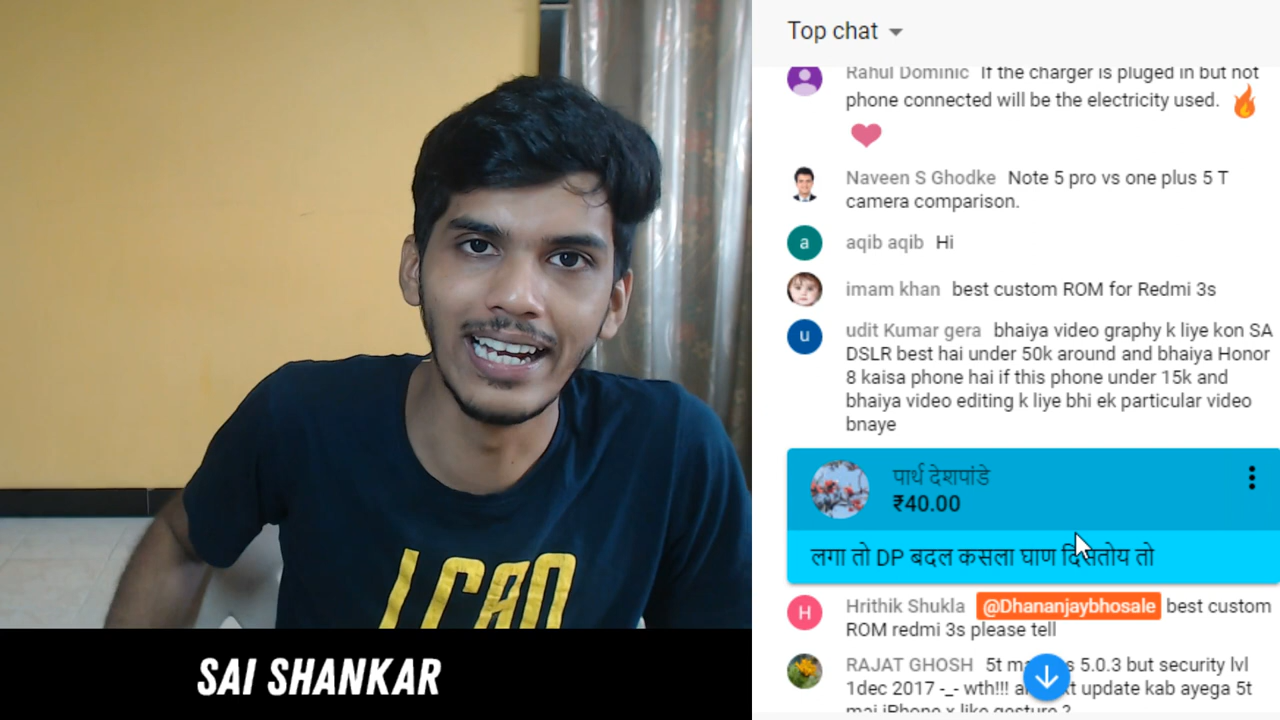 Top chat
Rahul Dominic If the charger is pluged in but not
phone connected will be the electricity used.
Naveen S Ghodke Note 5 pro vs one plus 5 T
camera comparison.
a aqib aqib Hi
imam khan best custom ROM for Redmi 3s
u udit Kumar gera bhaiya video graphy k liye kon SA
DSLR best hai under 50k around and bhaiya Honor
8 kaisa phone hai if this phone under 15k and
bhaiya video editing k liye bhi ek particular video
bnaye
पार्थ देशपांडे
₹40.00
लगा तो DP बदल कसला घाण दिसतोय तो
H Hrithik Shukla @Dhananjaybhosale best custom
ROM redmi 3s please tell
RAJAT GHOSH 5t 5.0.3 but security lvl
1dec 2017 -_- wth!!! update kab ayega 5t
mai iPhone x like gesture ?
SAI SHANKAR